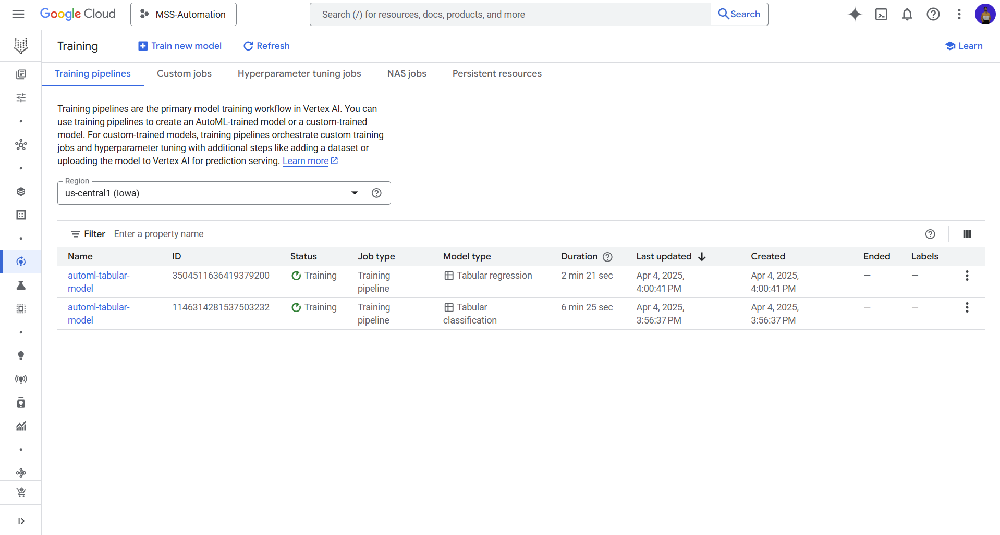 Google Cloud
MSS-Automation
Search (/) for resources, docs, products, and more
Search
Training
Train new model
Refresh
Learn
Training pipelines
Custom jobs
Hyperparameter tuning jobs
NAS jobs
Persistent resources
Training pipelines are the primary model training workflow in Vertex AI. You can
use training pipelines to create an AutoML-trained model or a custom-trained
model. For custom-trained models, training pipelines orchestrate custom training
jobs and hyperparameter tuning with additional steps like adding a dataset or
uploading the model to Vertex AI for prediction serving. Learn more
Region
us-central1 (Iowa)
Filter Enter a property name
Name ID Status Job type Model type Duration Last updated Created Ended Labels
automl-tabular- 3504511636419379200 Training Training Tabular regression 2 min 21 sec Apr 4, 2025, Apr 4, 2025, – –
model pipeline 4:00:41 PM 4:00:41 PM
automl-tabular- 1146314281537503232 Training Training Tabular 6 min 25 sec Apr 4, 2025, Apr 4, 2025, – –
model pipeline classification 3:56:37 PM 3:56:37 PM